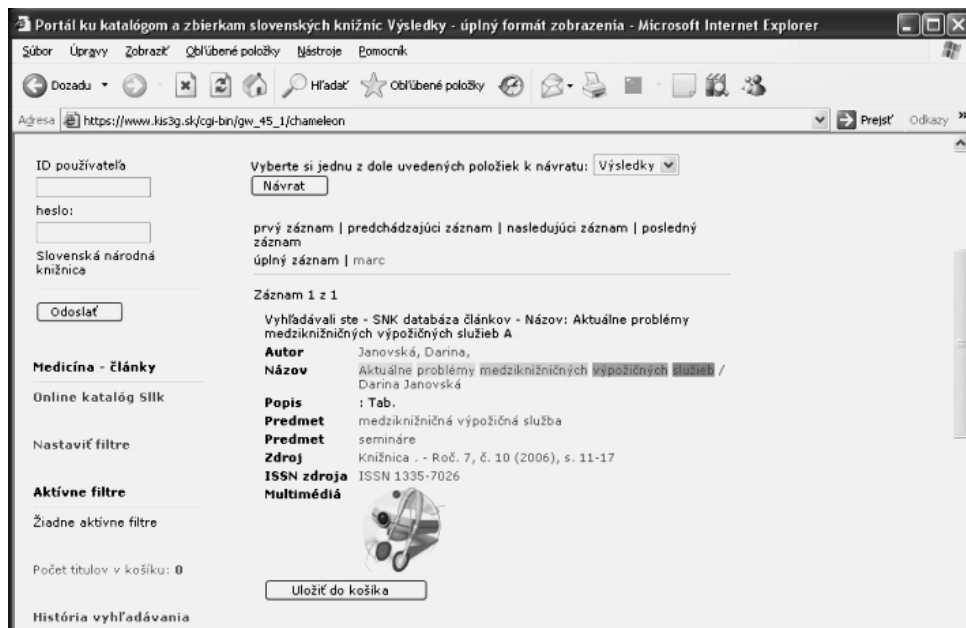 Portál ku katalógom a zbierkam slovenských knižníc Výsledky - úplný formát zobrazenia - Microsoft Internet Explorer
Súbor Úpravy Zobraziť Obľúbené položky Nástroje Pomocník
Dozadu Hľadať Obľúbené položky
Adresa https://www.kis3g.sk/cgi-bin/gw_45_1/chameleon Prejsť Odkazy »
ID používateľa
heslo:
Slovenská národná
knižnica
Odoslať
Medicína - články
Online katalóg SllK
Nastaviť filtre
Aktívne filtre
Žiadne aktívne filtre
Počet titulov v košíku: 0
História vyhľadávania
Vyberte si jednu z dole uvedených položiek k návratu: Výsledky
Návrat
prvý záznam | predchádzajúci záznam | nasledujúci záznam | posledný
záznam
úplný záznam | marc
Záznam 1 z 1
Vyhľadávali ste - SNK databáza článkov - Názov: Aktuálne problémy
medziknižničných výpožičných služieb A
Autor Janovská, Darina,
Názov Aktuálne problémy medziknižničných výpožičných služieb /
Darina Janovská
Popis : Tab.
Predmet medziknižničná výpožičná služba
Predmet semináre
Zdroj Knižnica . - Roč. 7, č. 10 (2006), s. 11-17
ISSN zdroja ISSN 1335-7026
Multimédiá
Uložiť do košíka